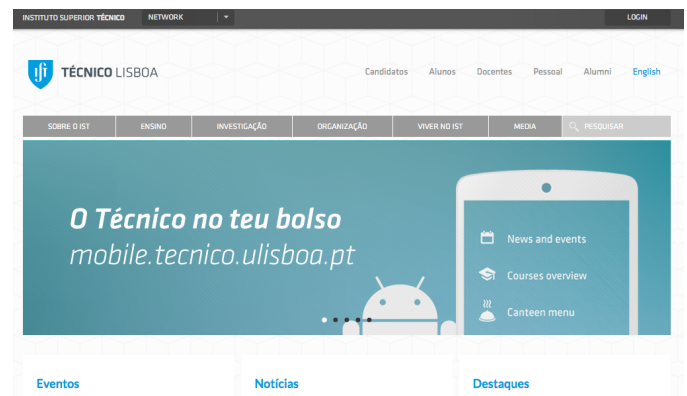 INSTITUTO SUPERIOR TÉCNICO NETWORK LOGIN
TÉCNICO LISBOA
Candidatos Alunos Docentes Pessoal Alumni English
SOBRE O IST ENSINO INVESTIGAÇÃO ORGANIZAÇÃO VIVER NO IST MEDIA PESQUISAR
O Técnico no teu bolso
mobile.tecnico.ulisboa.pt
News and events
Courses overview
Canteen menu
Eventos Notícias Destaques